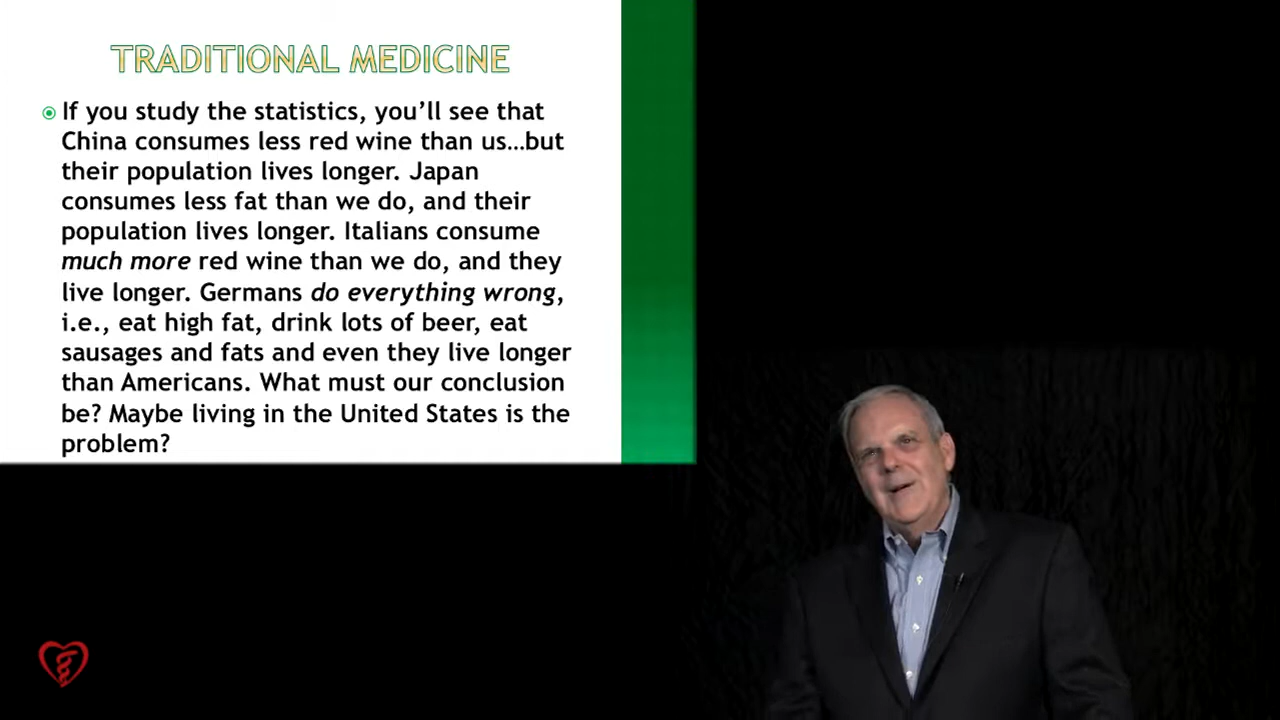 TRADITIONAL MEDICINE
If you study the statistics, you’ll see that
China consumes less red wine than us…but
their population lives longer. Japan
consumes less fat than we do, and their
population lives longer. Italians consume
much more red wine than we do, and they
live longer. Germans do everything wrong,
i.e., eat high fat, drink lots of beer, eat
sausages and fats and even they live longer
than Americans. What must our conclusion
be? Maybe living in the United States is the
problem?